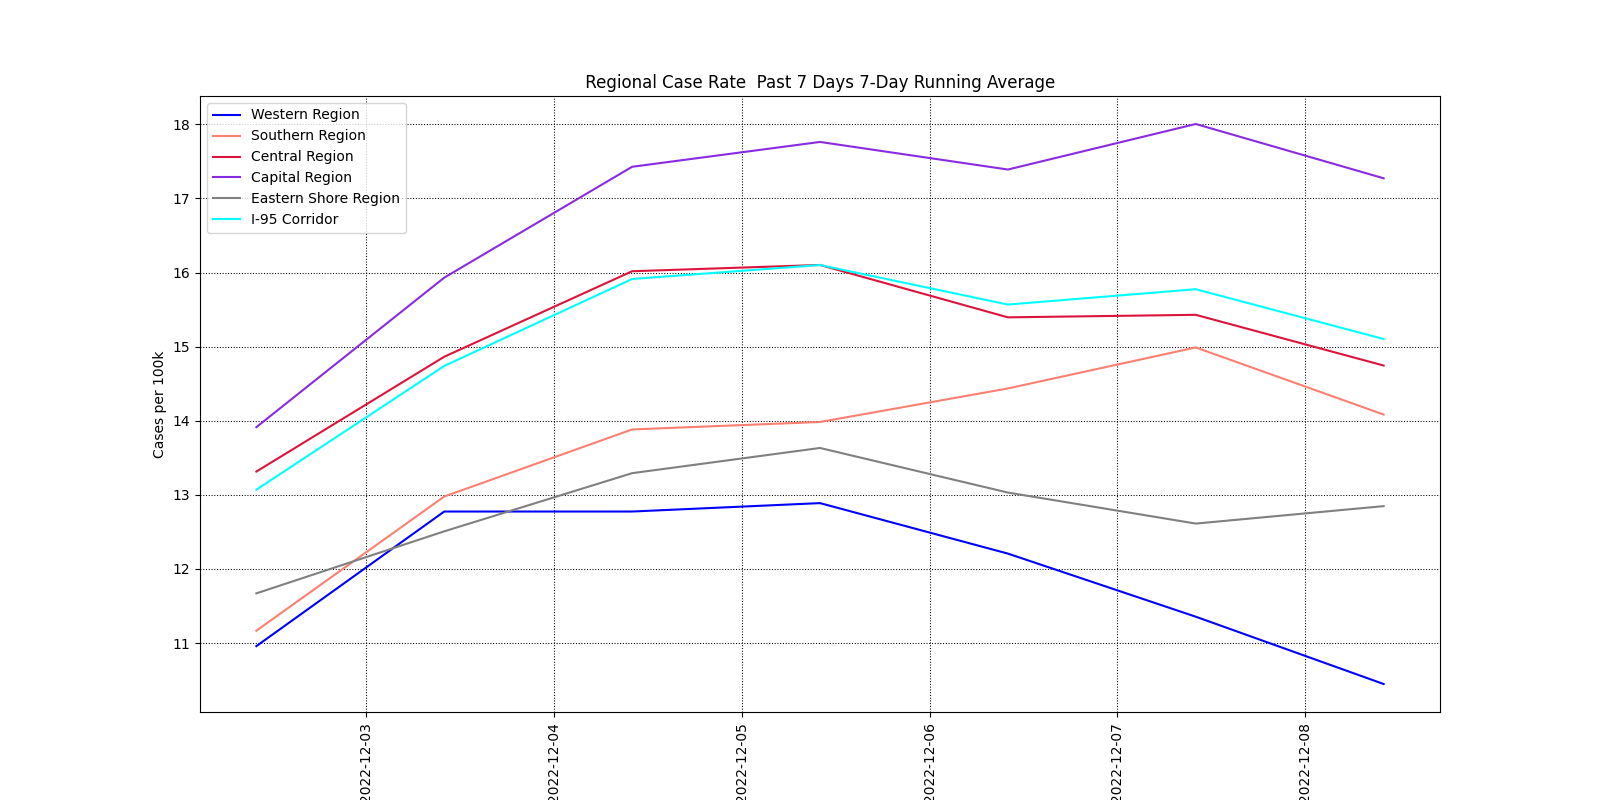 Regional Case Rate  Past 7 Days 7-Day Running Average
Western Region
Southern Region
Central Region
Capital Region
Eastern Shore Region
I-95 Corridor
Cases per 100k
18
17
16
15
14
13
12
11
2022-12-03
2022-12-04
2022-12-05
2022-12-06
2022-12-07
2022-12-08